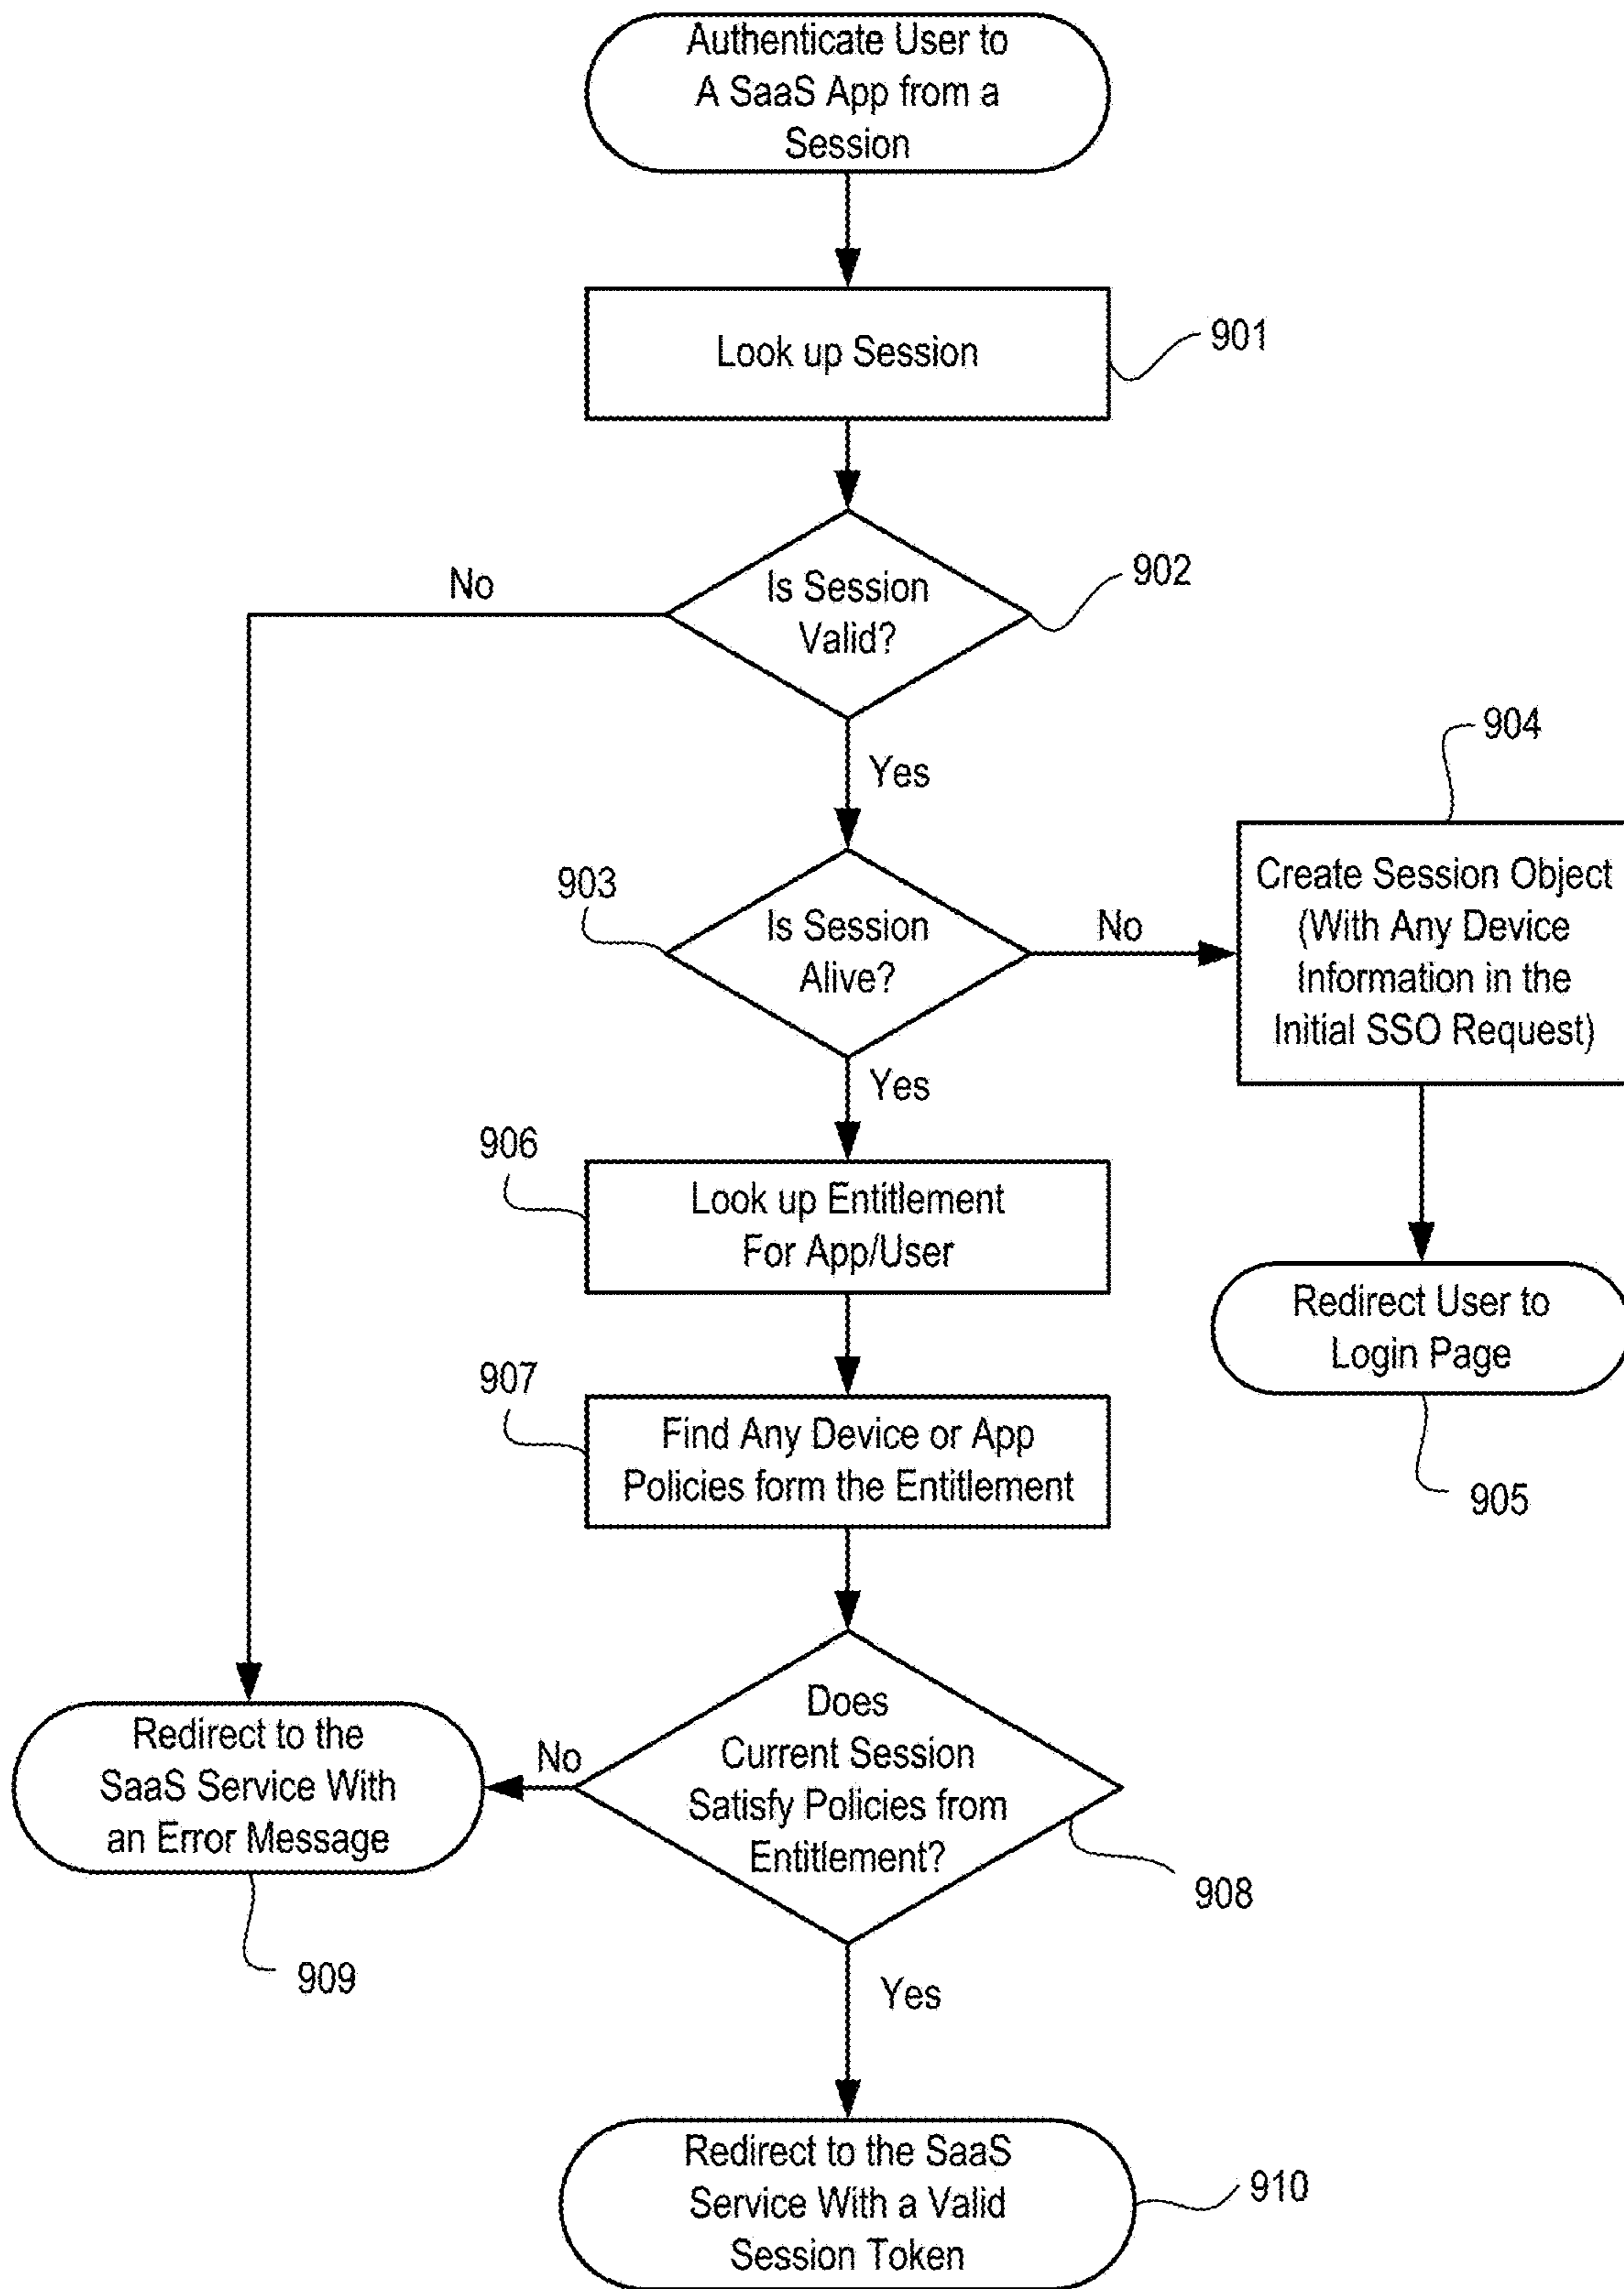 Authenticate User to
A SaaS App from a
Session
Look up Session
901
Is Session
Valid?
902
No
Yes
904
903
Is Session
Alive?
No
Create Session Object
(With Any Device
Information in the
Initial SSO Request)
Yes
906
Look up Entitlement
For App/User
Redirect User to
Login Page
905
907
Find Any Device or App
Policies form the Entitlement
Does
Current Session
Satisfy Policies from
Entitlement?
908
No
Redirect to the
SaaS Service With
an Error Message
909
Yes
Redirect to the SaaS
Service With a Valid
Session Token
910